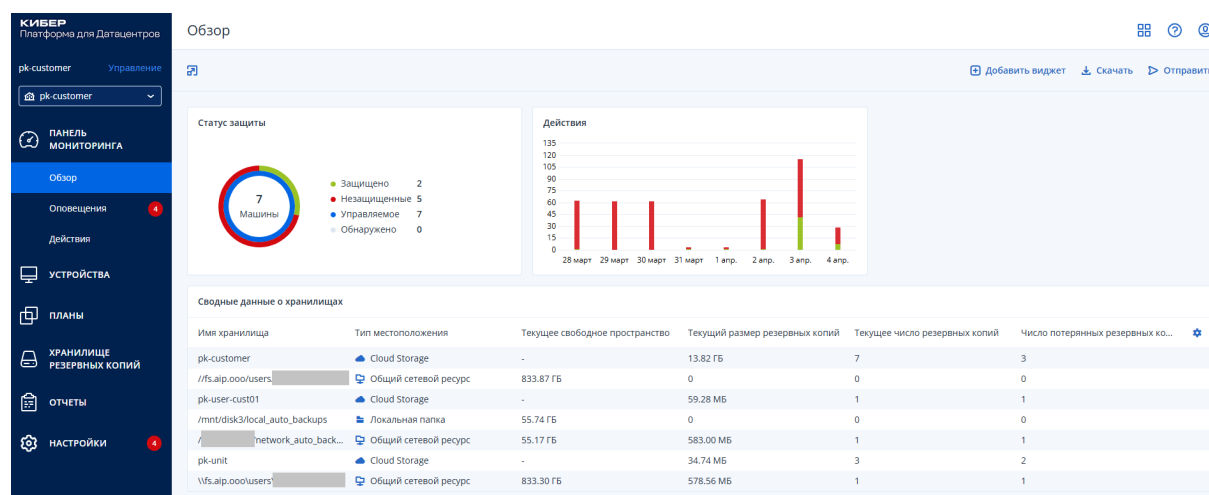 КИБЕР
Платформа для Датацентров
Обзор
pk-customer Управление
pk-customer
Добавить виджет Скачать Отправить
ПАНЕЛЬ
МОНИТОРИНГА
Обзор
Оповещения 4
Действия
УСТРОЙСТВА
ПЛАНЫ
ХРАНИЛИЩЕ
РЕЗЕРВНЫХ КОПИЙ
ОТЧЕТЫ
НАСТРОЙКИ 4
Статус защиты
7
Машины
Защищено 2
Незащищенные 5
Управляемое 7
Обнаружено 0
Действия
135
120
105
90
75
60
45
30
15
0
28 март 29 март 30 март 31 март 1 апр. 2 апр. 3 апр. 4 апр.
Сводные данные о хранилищах
Имя хранилища Тип местоположения Текущее свободное пространство Текущий размер резервных копий Текущее число резервных копий Число потерянных резервных ко...
pk-customer Cloud Storage - 13.82 ГБ 7 3
//fs.aip.ooo/users/ Общий сетевой ресурс 833.87 ГБ 0 0 0
pk-user-cust01 Cloud Storage - 59.28 МБ 1 1
/mnt/disk3/local_auto_backups Локальная папка 55.74 ГБ 0 0 0
/ /network_auto_back... Общий сетевой ресурс 55.17 ГБ 583.00 МБ 1 1
pk-unit Cloud Storage - 34.74 МБ 3 2
\\fs.aip.ooo\users\ Общий сетевой ресурс 833.30 ГБ 578.56 МБ 1 1